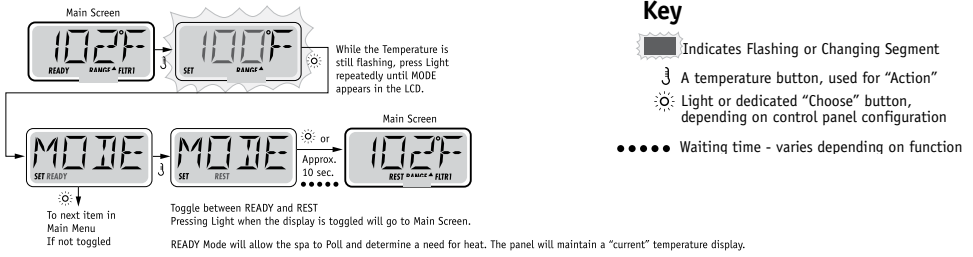 Main Screen
102°F
READY RANGE FLTR1
100°F
SET RANGE
While the Temperature is
still flashing, press Light
repeatedly until MODE
appears in the LCD.
Key
Indicates Flashing or Changing Segment
A temperature button, used for “Action”
Light or dedicated “Choose” button,
depending on control panel configuration
Waiting time - varies depending on function
MODE
SET READY
MODE
SET REST
or
Approx.
10 sec.
Main Screen
102°F
REST RANGE FLTR1
To next item in
Main Menu
If not toggled
Toggle between READY and REST
Pressing Light when the display is toggled will go to Main Screen.
READY Mode will allow the spa to Poll and determine a need for heat. The panel will maintain a “current” temperature display.